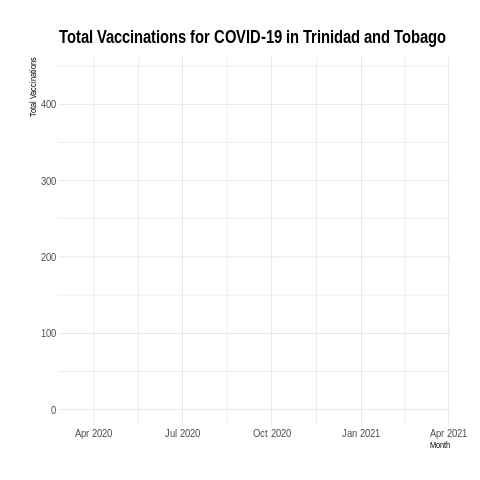 Total Vaccinations for COVID-19 in Trinidad and Tobago
Total Vaccinations
400
300
200
100
0
Apr 2020 Jul 2020 Oct 2020 Jan 2021 Apr 2021
Month